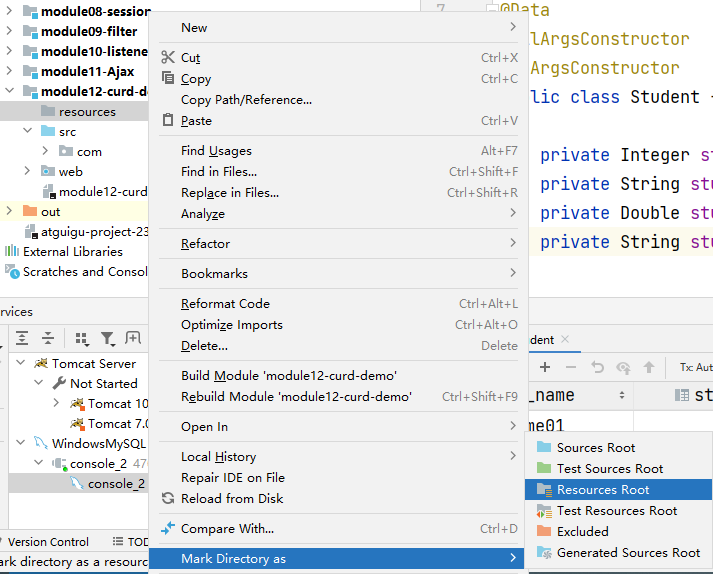 module08-session
module09-filter
module10-listene
module11-Ajax
module12-curd-de
resources
src
com
web
module12-curd
out
atguigu-project-23
External Libraries
Scratches and Consol
rvices
Tomcat Server
Not Started
Tomcat 10
Tomcat 7.0
WindowsMySQL
console_2 47
console_2
Version Control
TOD
ark directory as a resourc
New
Cut Ctrl+X
Copy Ctrl+C
Copy Path/Reference...
Paste Ctrl+V
Find Usages Alt+F7
Find in Files... Ctrl+Shift+F
Replace in Files... Ctrl+Shift+R
Analyze
Refactor
Bookmarks
Reformat Code Ctrl+Alt+L
Optimize Imports Ctrl+Alt+O
Delete... Delete
Build Module 'module12-curd-demo'
Rebuild Module 'module12-curd-demo' Ctrl+Shift+F9
Open In
Local History
Repair IDE on File
Reload from Disk
Compare With... Ctrl+D
Mark Directory as
7
@Data
lArgsConstructor
ArgsConstructor
lic class Student
private Integer st
private String stu
private Double stu
private String stu
dent
Tx: Aut
_name
st
me01
Sources Root
Test Sources Root
Resources Root
Test Resources Root
Excluded
Generated Sources Root